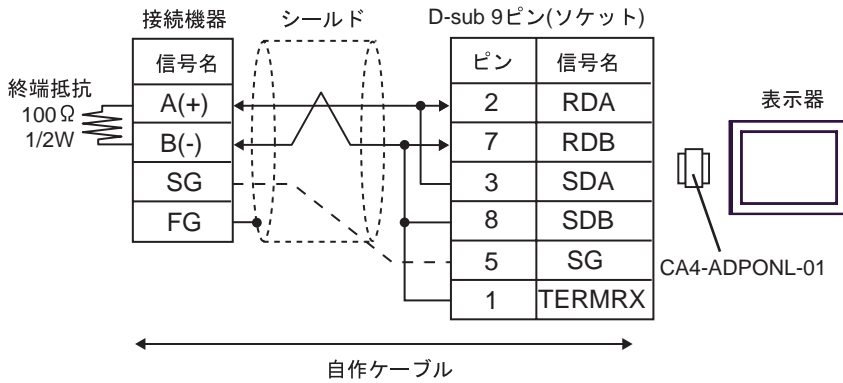 接続機器
シールド
D-sub 9ピン(ソケット)
信号名
ピン 信号名
終端抵抗
100Ω
1/2W
A(+)
2 RDA
表示器
B(-)
7 RDB
SG
3 SDA
FG
8 SDB
5 SG
CA4-ADPONL-01
1 TERMRX
自作ケーブル